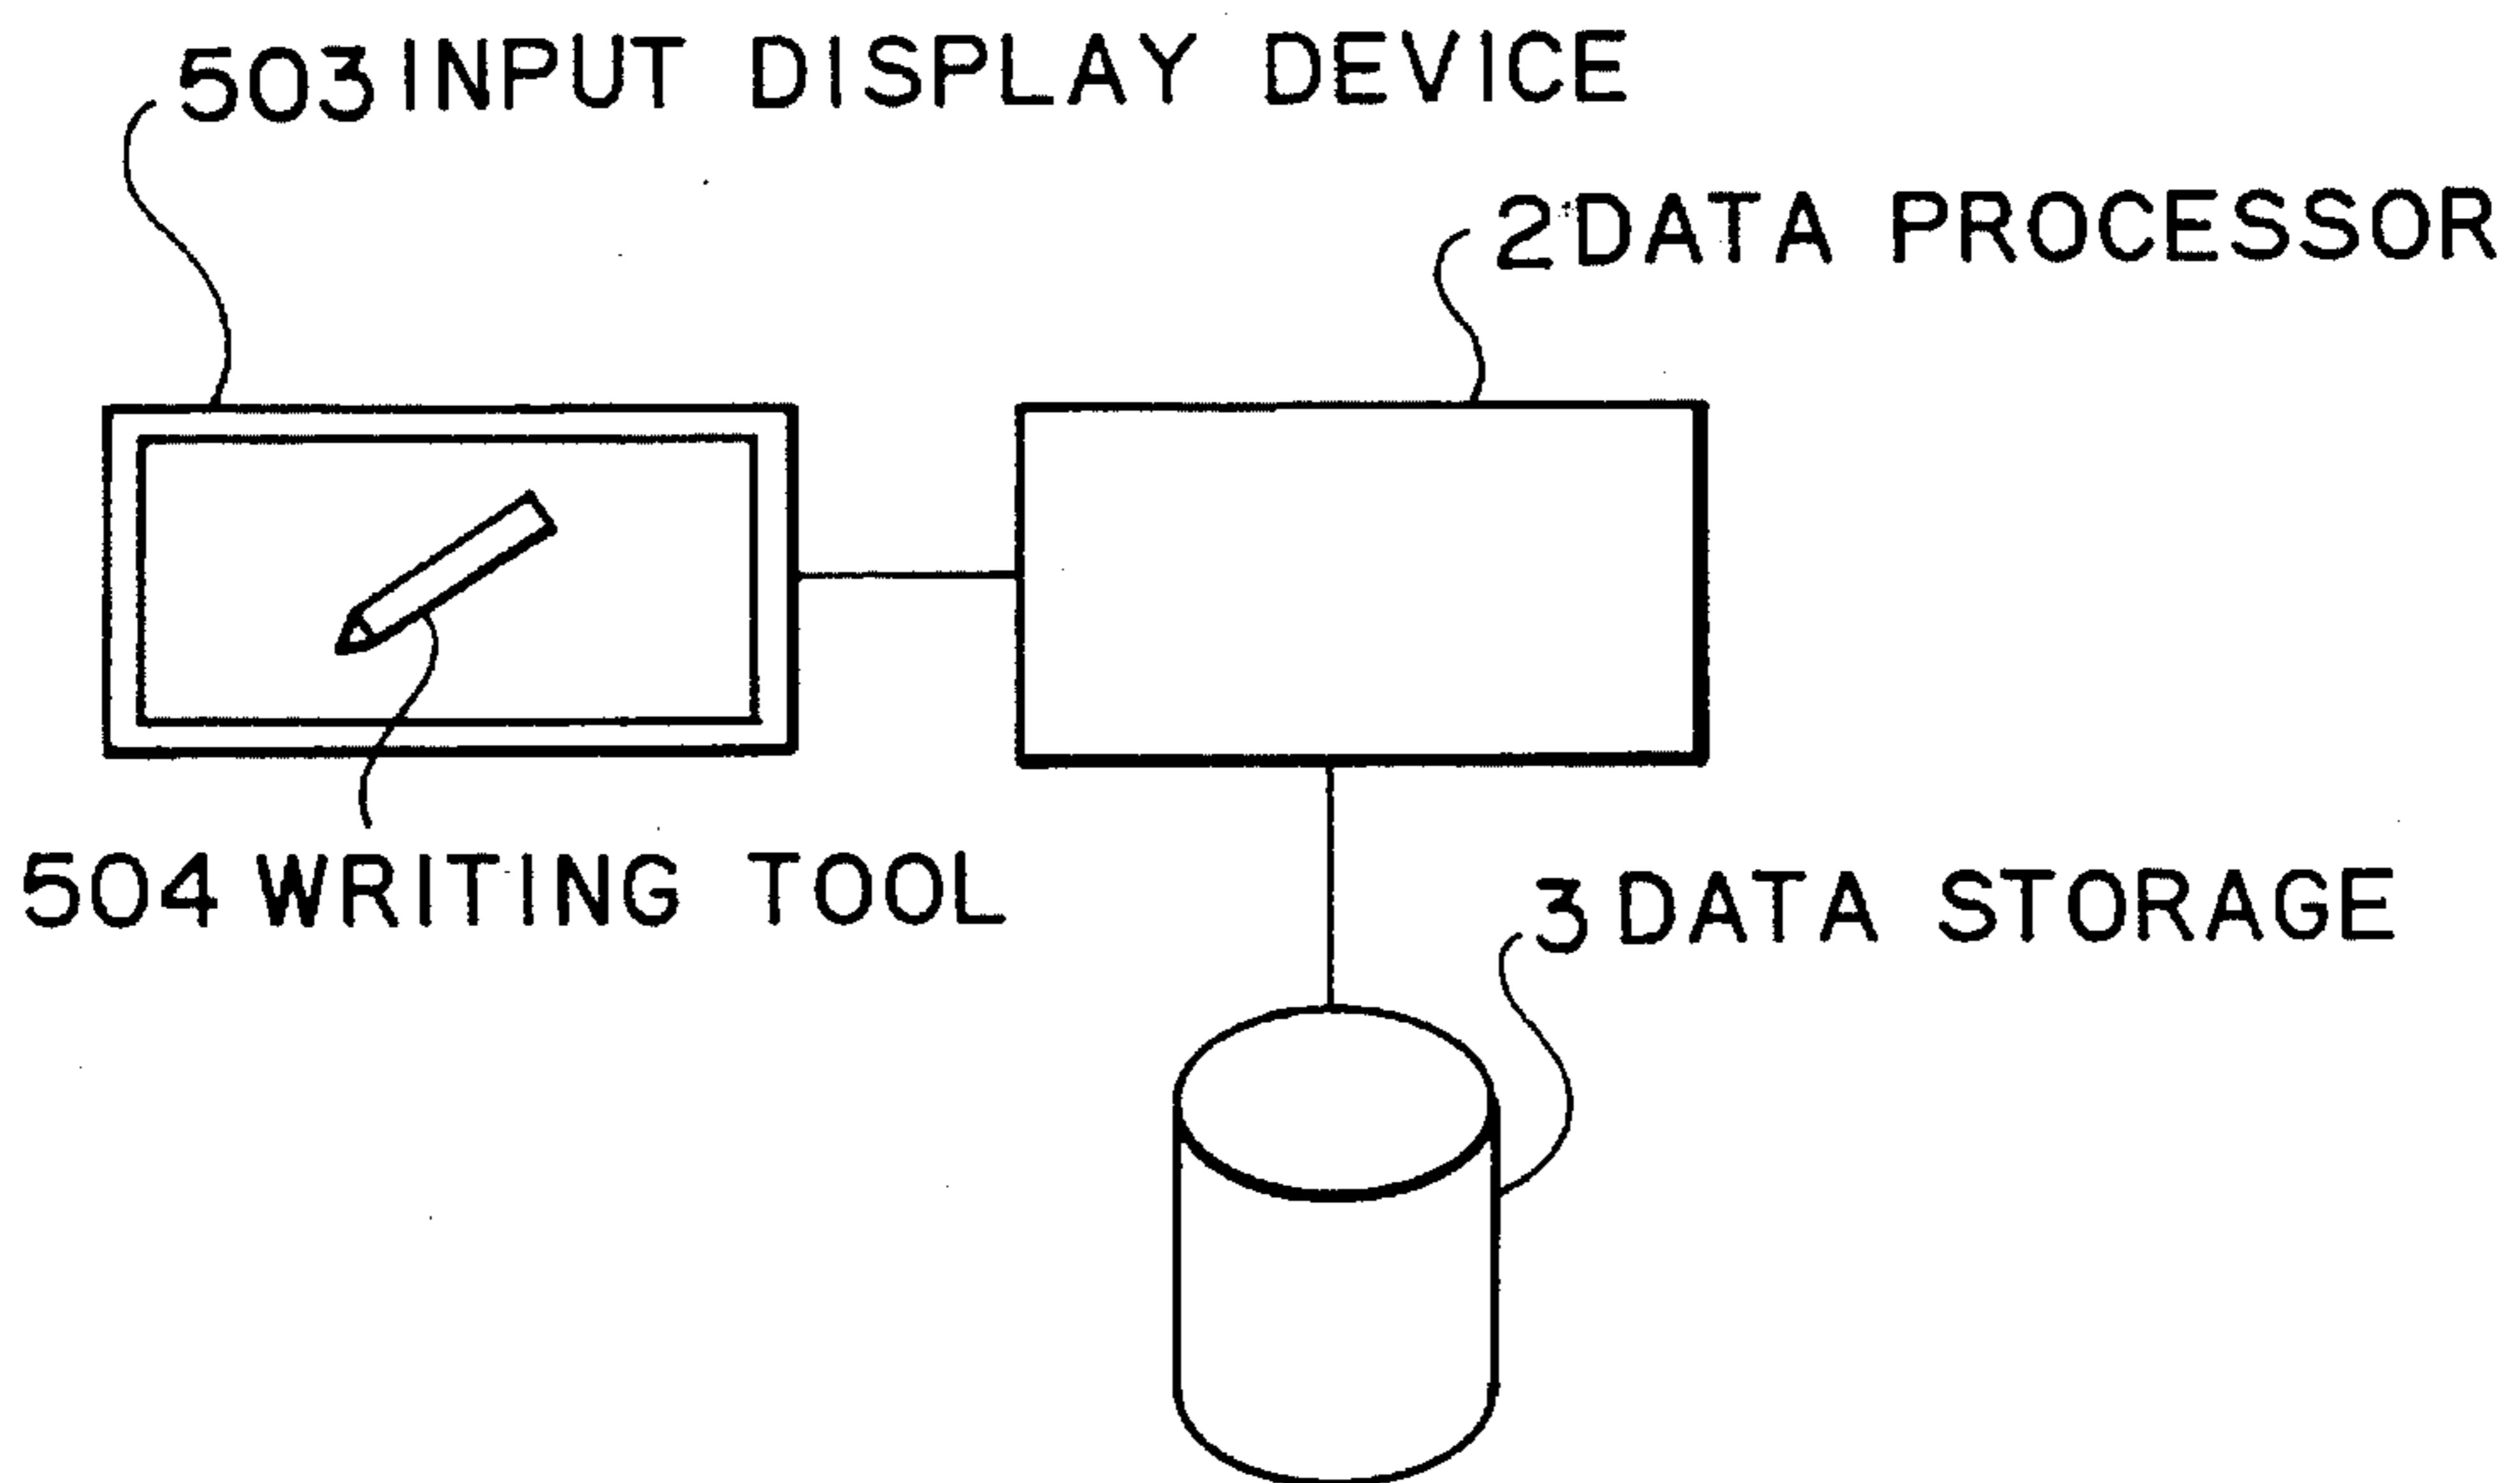 503 INPUT DISPLAY DEVICE
2 DATA PROCESSOR
504 WRITING TOOL
3 DATA STORAGE